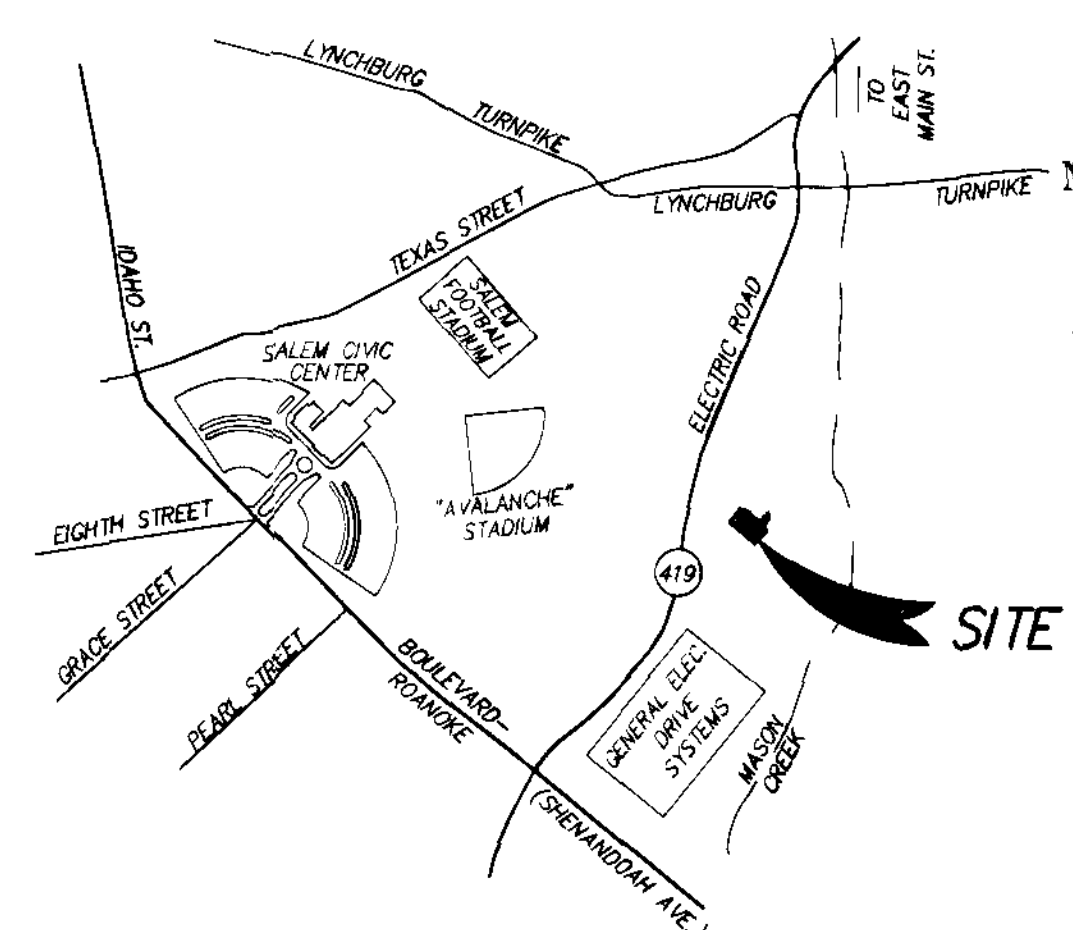 LYNCHBURG
TURNPIKE
TO
EAST
MAIN ST.
LYNCHBURG
TURNPIKE
N
TEXAS STREET
IDAHO ST.
SALEM
FOOTBALL
STADIUM
SALEM CIVIC
CENTER
ELECTRIC ROAD
"AVALANCHE"
STADIUM
EIGHTH STREET
GRACE STREET
PEARL STREET
419
SITE
BOULEVARD-
ROANOKE
GENERAL ELEC.
DRIVE
SYSTEMS
MASON
CREEK
(SHENANDOAH AVE.)